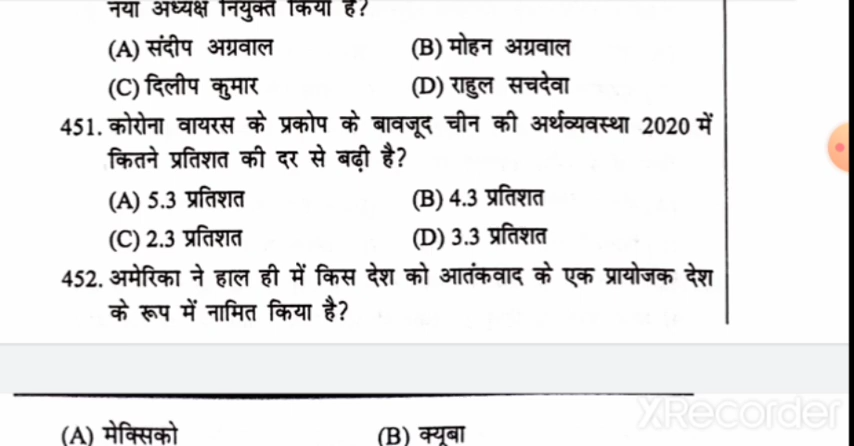 नया अध्यक्ष नियुक्त किया है?
(A) संदीप अग्रवाल (B) मोहन अग्रवाल
(C) दिलीप कुमार (D) राहुल सचदेवा
451. कोरोना वायरस के प्रकोप के बावजूद चीन की अर्थव्यवस्था 2020 में
कितने प्रतिशत की दर से बढ़ी है?
(A) 5.3 प्रतिशत (B) 4.3 प्रतिशत
(C) 2.3 प्रतिशत (D) 3.3 प्रतिशत
452. अमेरिका ने हाल ही में किस देश को आतंकवाद के एक प्रायोजक देश
के रूप में नामित किया है?
XRecorder
(A) मेक्सिको (B) क्यूबा